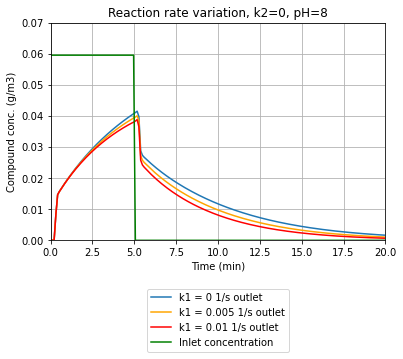 Reaction rate variation, k2=0, pH=8
Compound conc. (g/m3)
0.07
0.06
0.05
0.04
0.03
0.02
0.01
0.00
0.0 2.5 5.0 7.5 10.0 12.5 15.0 17.5 20.0
Time (min)
k1 = 0 1/s outlet
k1 = 0.005 1/s outlet
k1 = 0.01 1/s outlet
Inlet concentration